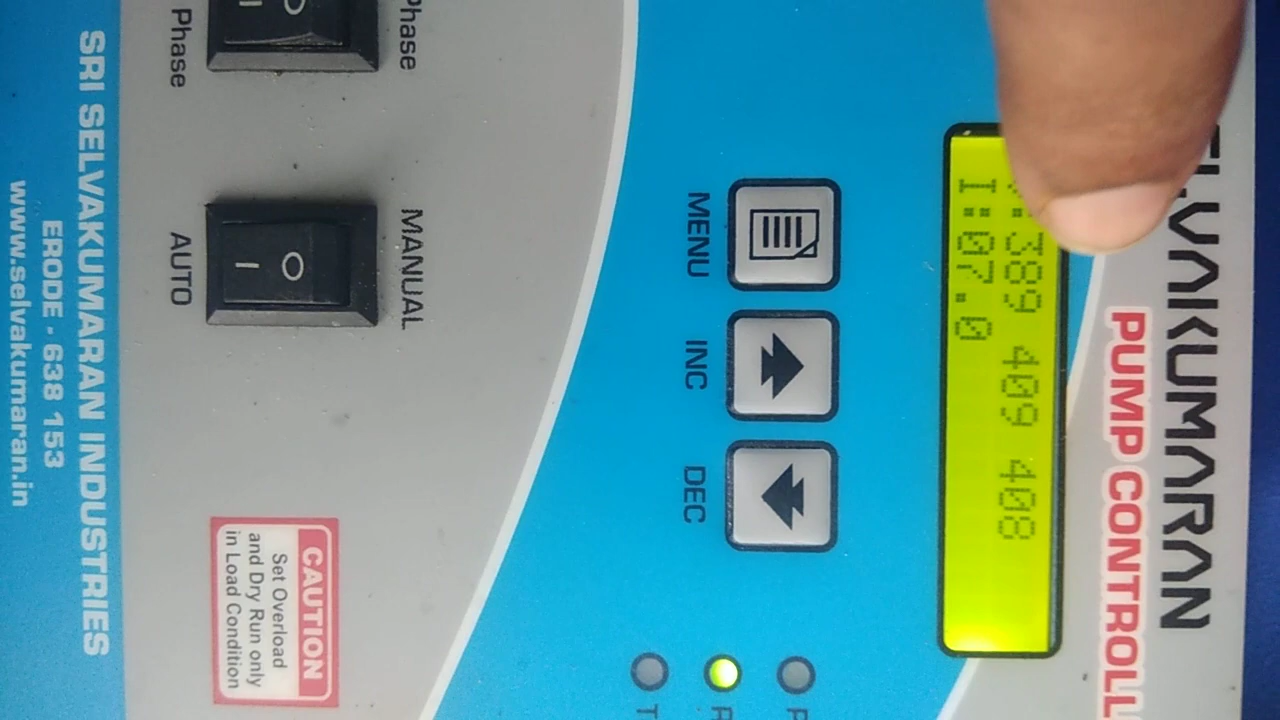 SELVAKUMARAN
PUMP CONTROLL
V:389 409 408
I:07.0
MENU
INC
DEC
Phase
Phase
MANUAL
O
I
AUTO
CAUTION
Set Overload
and Dry Run only
in Load Condition
SRI SELVAKUMARAN INDUSTRIES
ERODE - 638 153
www.selvakumaran.in